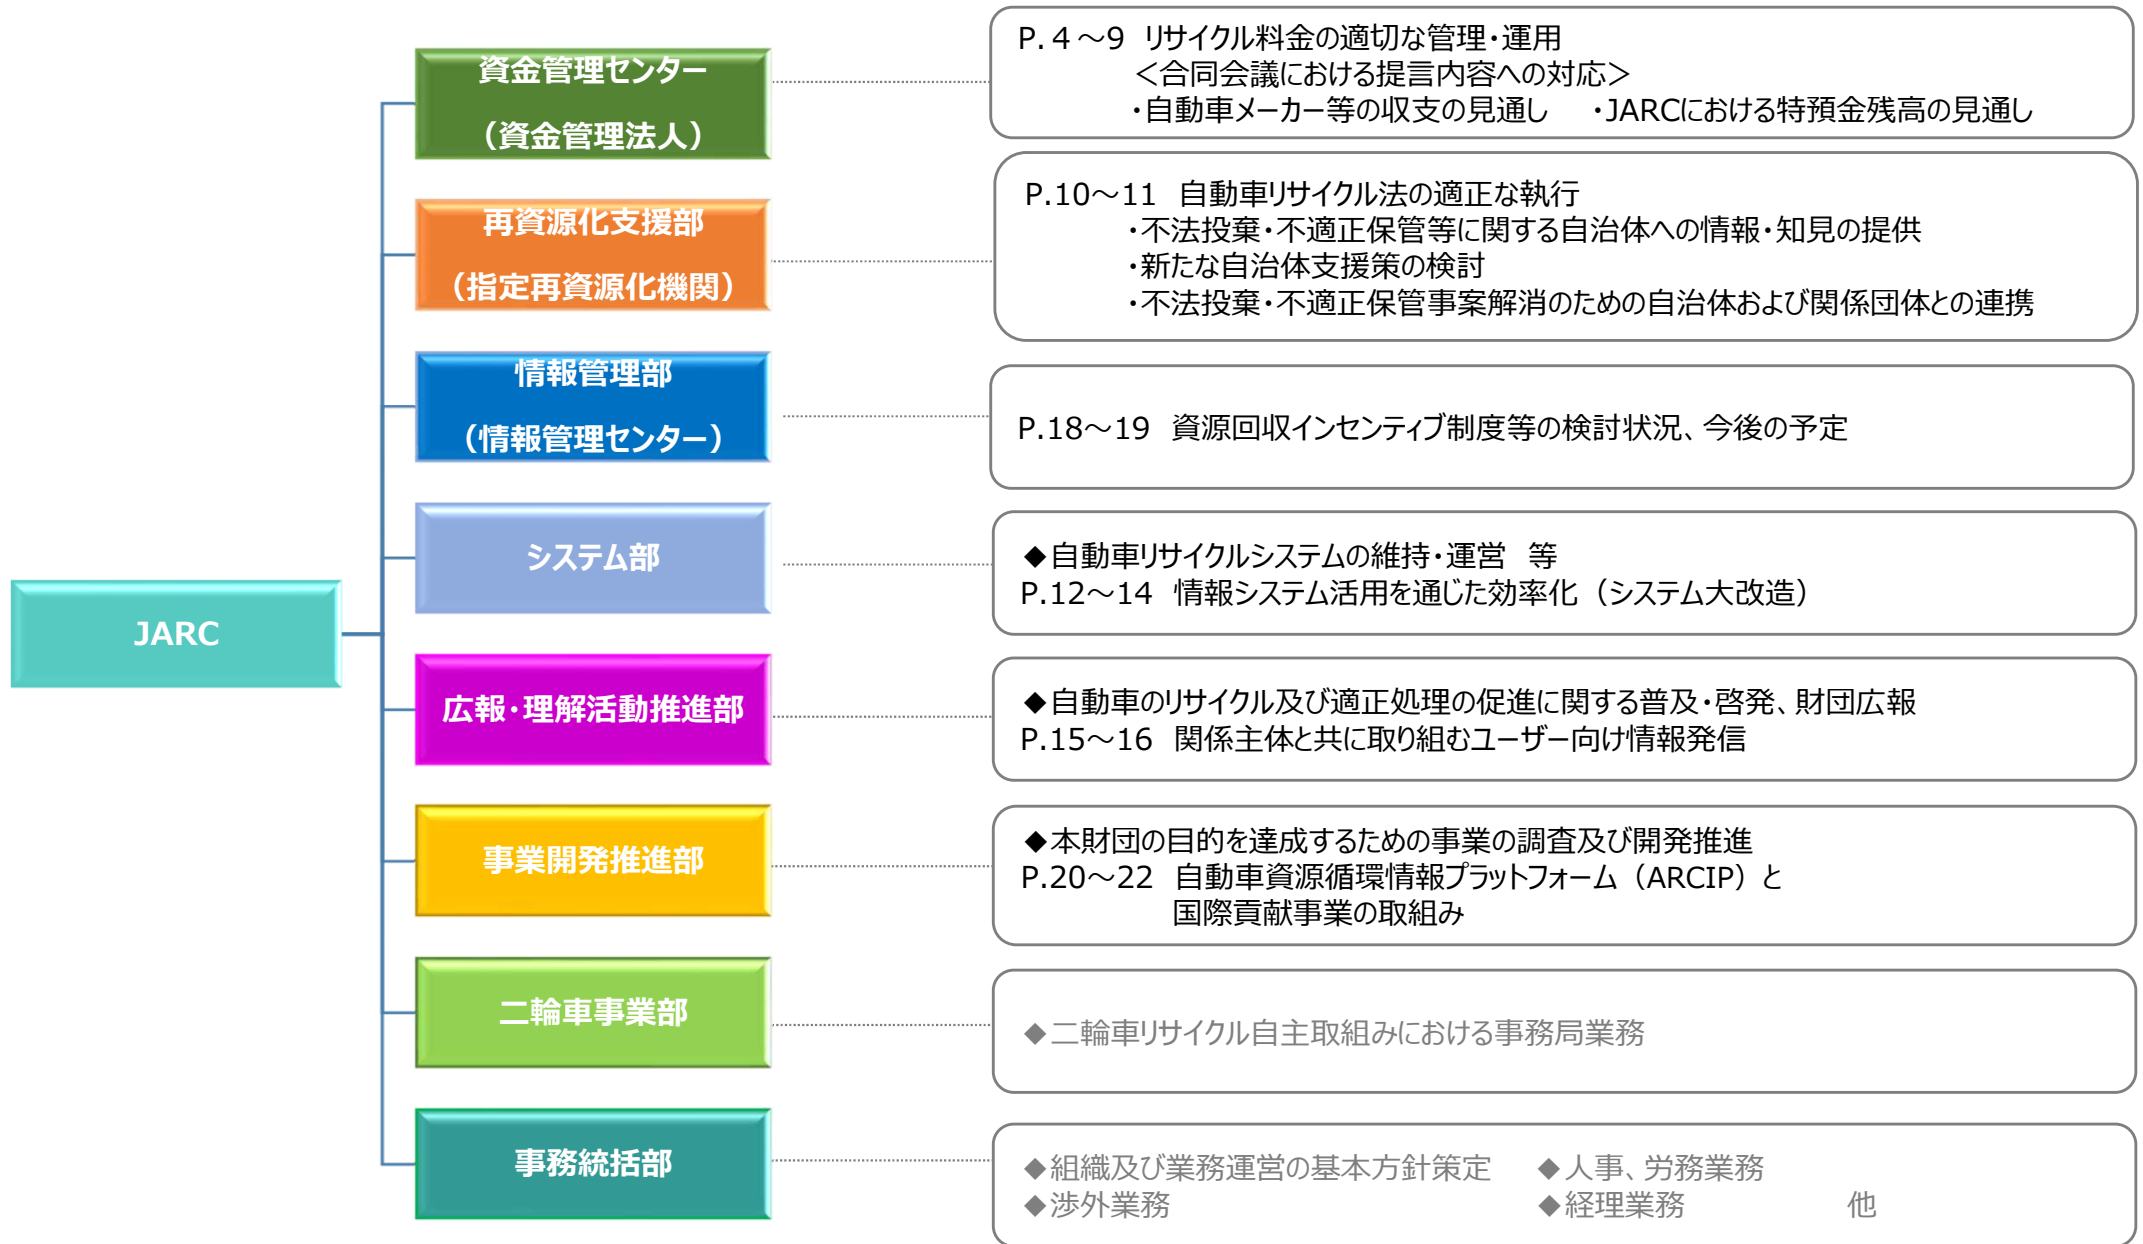 JARC
資金管理センター
（資金管理法人）
P.４～9 リサイクル料金の適切な管理・運用
＜合同会議における提言内容への対応＞
・自動車メーカー等の収支の見通し ・JARCにおける特預金残高の見通し
再資源化支援部
（指定再資源化機関）
P.10～11 自動車リサイクル法の適正な執行
・不法投棄・不適正保管等に関する自治体への情報・知見の提供
・新たな自治体支援策の検討
・不法投棄・不適正保管事案解消のための自治体および関係団体との連携
情報管理部
（情報管理センター）
P.18～19 資源回収インセンティブ制度等の検討状況、今後の予定
システム部
◆自動車リサイクルシステムの維持・運営 等
P.12～14 情報システム活用を通じた効率化（システム大改造）
広報・理解活動推進部
◆自動車のリサイクル及び適正処理の促進に関する普及・啓発、財団広報
P.15～16 関係主体と共に取り組むユーザー向け情報発信
事業開発推進部
◆本財団の目的を達成するための事業の調査及び開発推進
P.20～22 自動車資源循環情報プラットフォーム（ARCIP）と
国際貢献事業の取組み
二輪車事業部
◆二輪車リサイクル自主取組みにおける事務局業務
事務統括部
◆組織及び業務運営の基本方針策定 ◆人事、労務業務
◆渉外業務 ◆経理業務 他